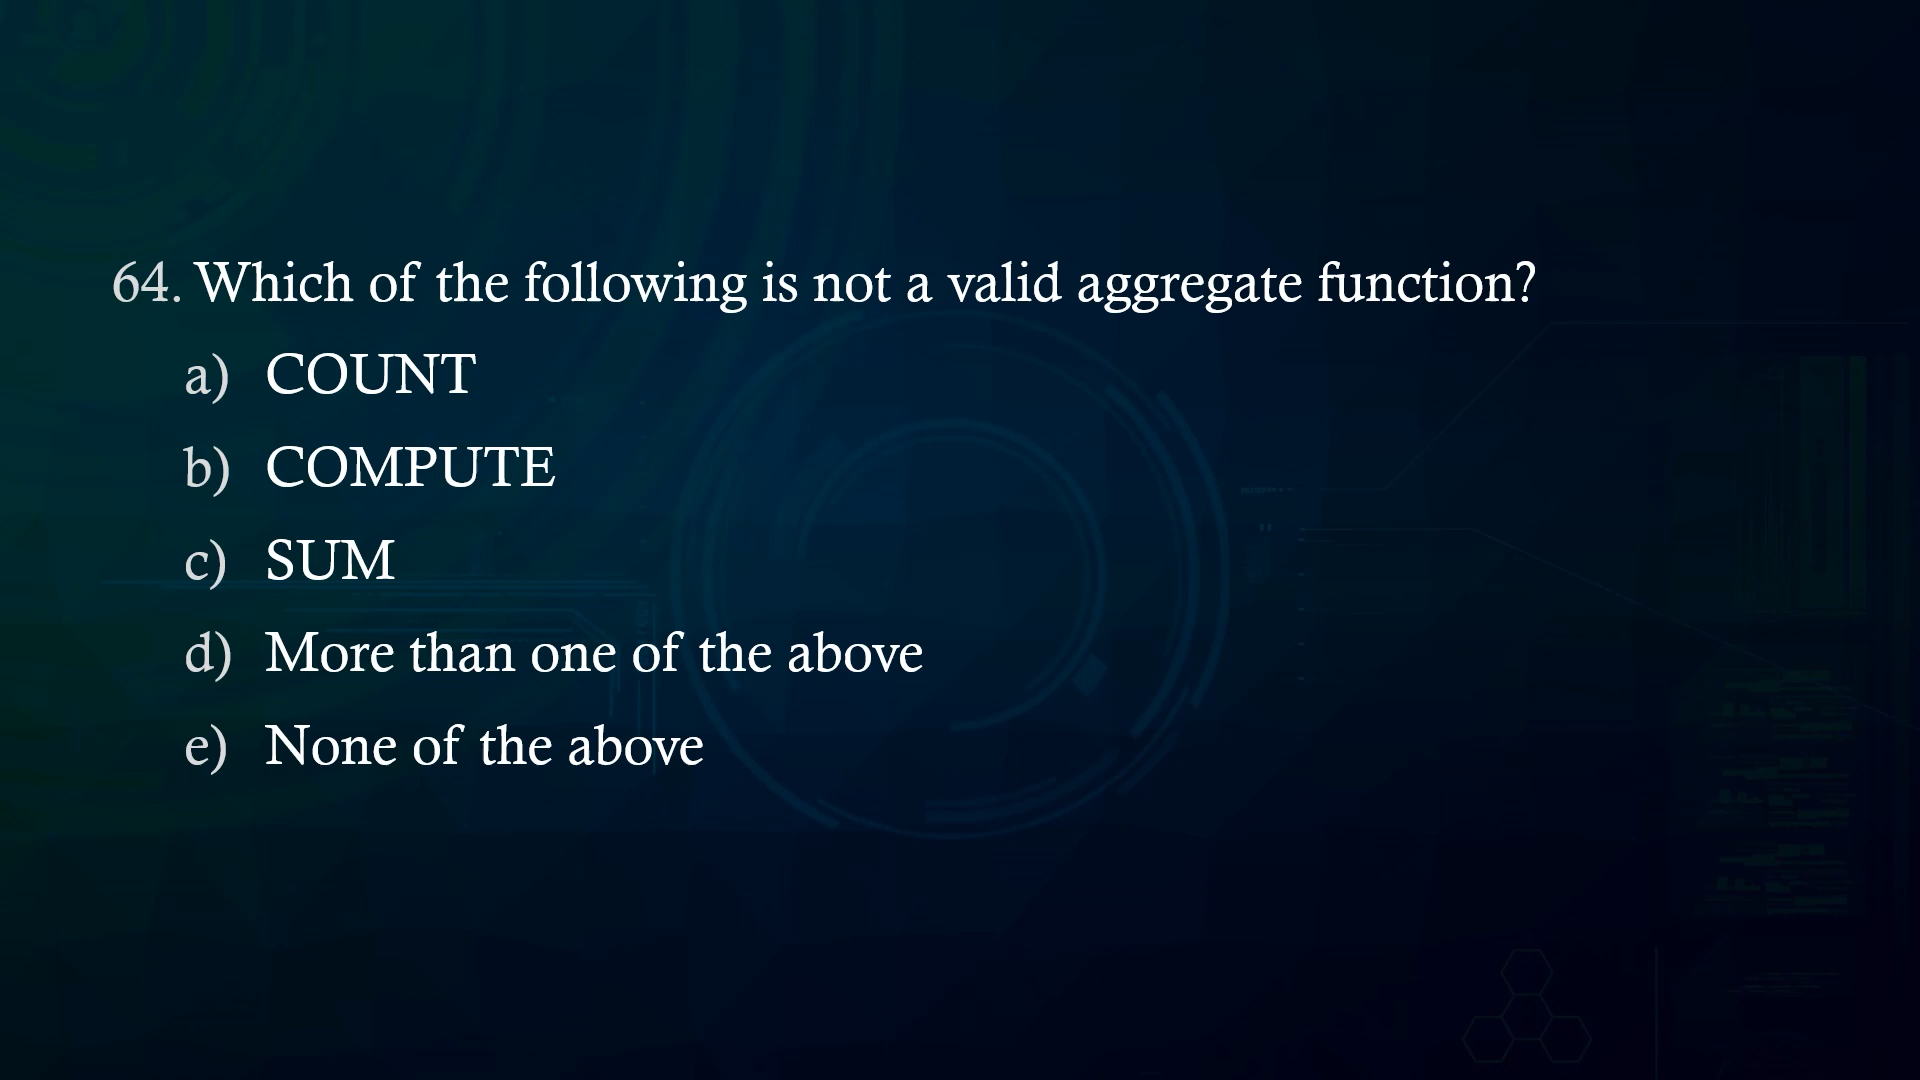 64. Which of the following is not a valid aggregate function?
a) COUNT
b) COMPUTE
c) SUM
d) More than one of the above
e) None of the above